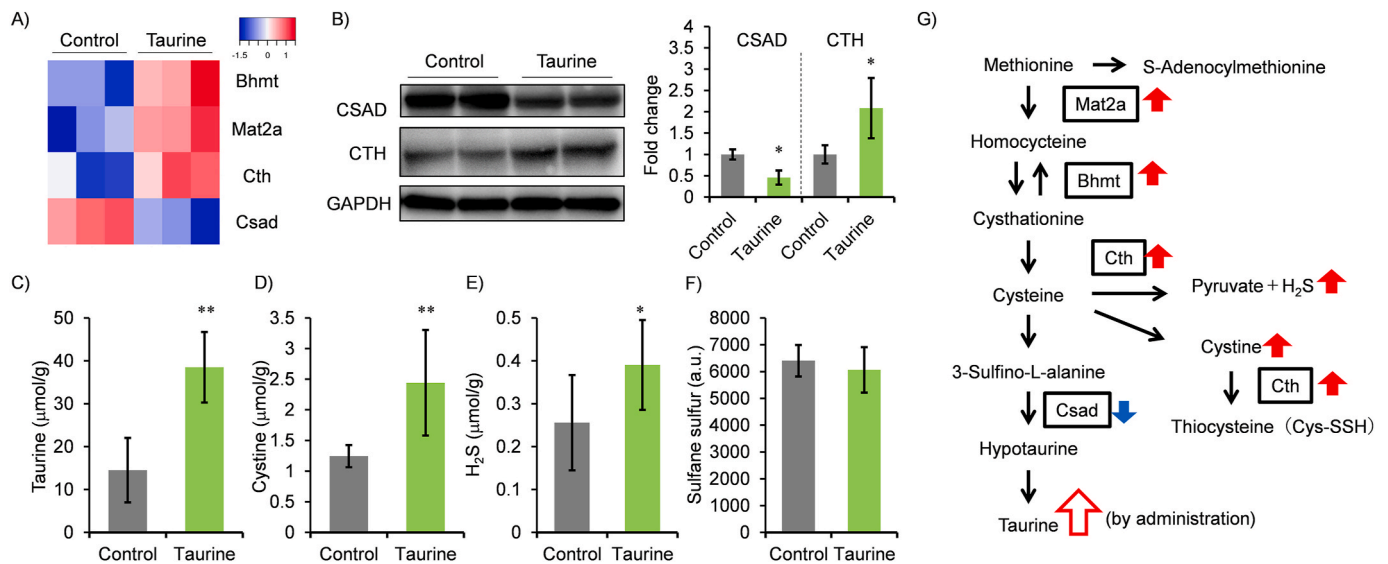 A)
Control Taurine
-1.5 0 1
Bhmt
Mat2a
Cth
Csad
B)
Control Taurine
CSAD
CTH
GAPDH
CSAD CTH
Fold change
4
3.5
3
2.5
2
1.5
1
0.5
0
*
*
Control
Taurine
Control
Taurine
C)
Taurine (μmol/g)
50
40
30
20
10
0
**
Control Taurine
D)
Cystine (μmol/g)
3.5
3
2.5
2
1.5
1
0.5
0
**
Control Taurine
E)
H2S (μmol/g)
0.5
0.4
0.3
0.2
0.1
0
*
Control Taurine
F)
Sulfane sulfur (a.u.)
8000
7000
6000
5000
4000
3000
2000
1000
0
Control Taurine
G)
Methionine S-Adenocylmethionine
Mat2a
Homocyteine
Bhmt
Cysthationine
Cth
Cysteine Pyruvate + H2S
Cystine
3-Sulfino-L-alanine
Cth
Csad
Thiocysteine (Cys-SSH)
Hypotaurine
Taurine (by administration)